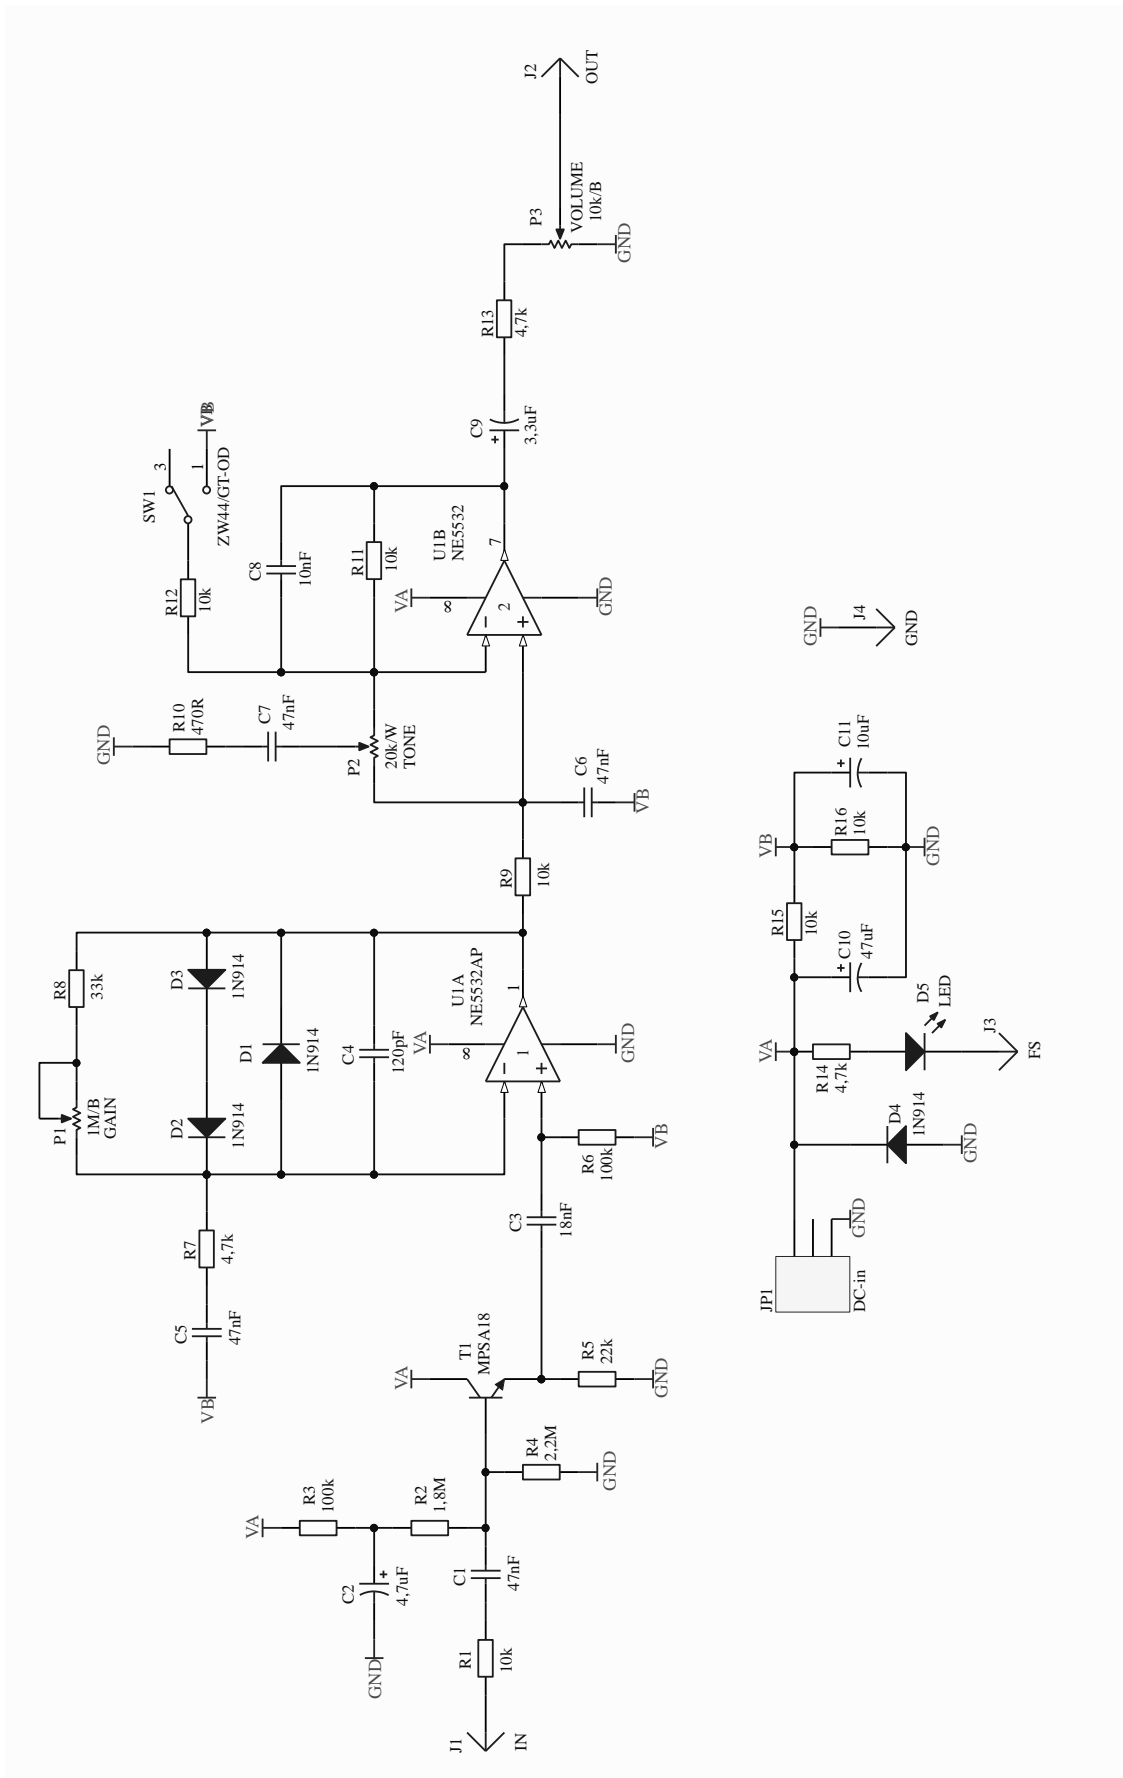 P1
1M/B
GAIN
R8
33k
D2
1N914
D3
1N914
D1
1N914
C4
120pF
VB
C5
47nF
R7
4,7k
GND
R10
470R
C7
47nF
P2
20k/W
TONE
R12
10k
SW1
3
1
VB
ZW44/GT-OD
C8
10nF
R11
10k
VA
R3
100k
R2
1,8M
GND
C2
4,7uF
+
J1
IN
R1
10k
C1
47nF
R4
2,2M
GND
VA
T1
MPSA18
R5
22k
GND
C3
18nF
R6
100k
VB
VA
8
U1A
NE5532AP
1
1
−
+
GND
R9
10k
C6
47nF
VB
VA
8
U1B
NE5532
2
7
−
+
GND
C9
+
3,3uF
R13
4,7k
P3
VOLUME
10k/B
GND
J2
OUT
JP1
DC-in
GND
D4
1N914
GND
VA
R14
4,7k
D5
LED
J3
FS
C10
47uF
+
R15
10k
VB
R16
10k
C11
10uF
+
GND
GND
J4
GND